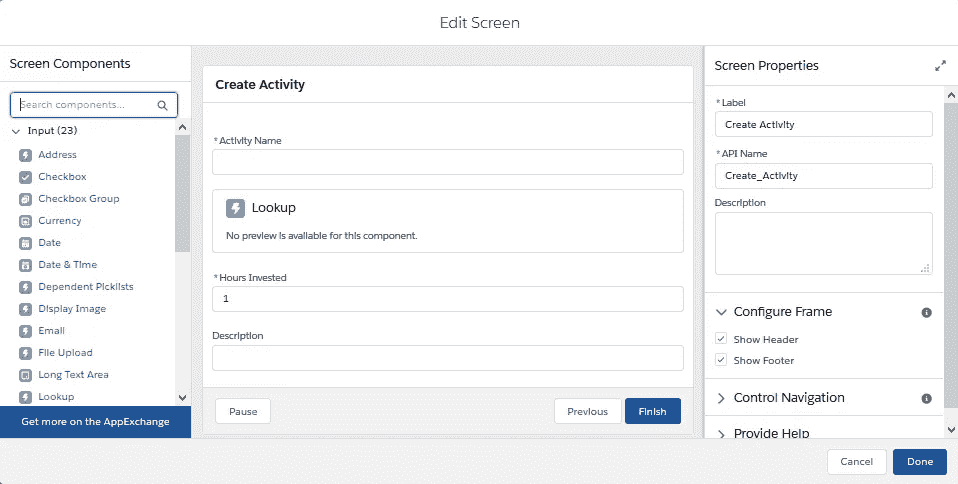 Edit Screen
Screen Components
Search components...
Input (23)
Address
Checkbox
Checkbox Group
Currency
Date
Date & Time
Dependent Picklists
Display Image
Email
File Upload
Long Text Area
Lookup
Get more on the AppExchange
Create Activity
* Activity Name
Lookup
No preview is available for this component.
* Hours Invested
1
Description
Pause
Previous
Finish
Screen Properties
* Label
Create Activity
* API Name
Create_Activity
Description
Configure Frame
Show Header
Show Footer
Control Navigation
Provide Help
Cancel
Done